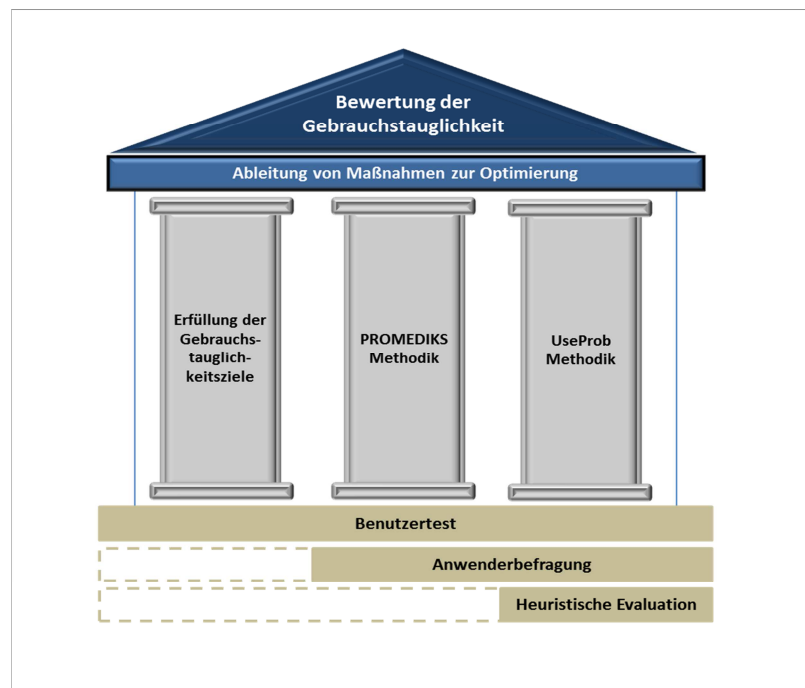 Bewertung der
Gebrauchstauglichkeit
Ableitung von Maßnahmen zur Optimierung
Erfüllung der
Gebrauchs-
tauglich-
keitsziele
PROMEDIKS
Methodik
UseProb
Methodik
Benutzertest
Anwenderbefragung
Heuristische Evaluation